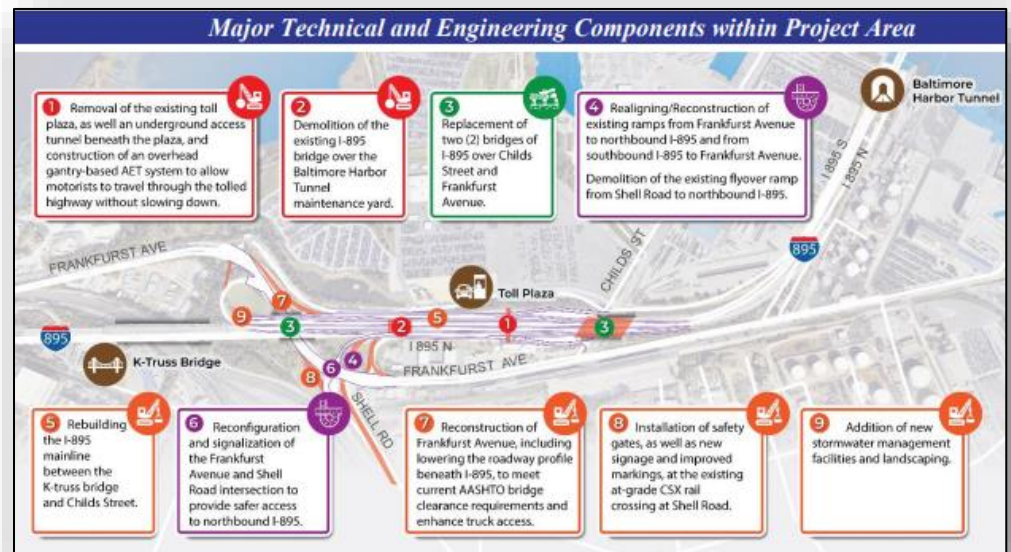 Major Technical and Engineering Components within Project Area
1 Removal of the existing toll
plaza, as well an underground access
tunnel beneath the plaza, and
construction of an overhead
gantry-based AET system to allow
motorists to travel through the tolled
highway without slowing down.
2
Demolition of the
existing I-895
bridge over the
Baltimore Harbor
Tunnel
maintenance yard.
3
Replacement of
two (2) bridges of
I-895 over Childs
Street and
Frankfurst
Avenue.
4 Realigning/Reconstruction of
existing ramps from Frankfurst Avenue
to northbound I-895 and from
southbound I-895 to Frankfurst Avenue.
Demolition of the existing flyover ramp
from Shell Road to northbound I-895.
Baltimore
Harbor Tunnel
I 895 S
I 895 N
895
FRANKFURST AVE
CHILDS ST
Toll Plaza
7
9
3
2
5
1
3
895
K-Truss Bridge
I 895 N
6
4
8
FRANKFURST AVE
SHELL RD
5 Rebuilding
the I-895
mainline
between the
K-truss bridge
and Childs Street.
6 Reconfiguration
and signalization of
the Frankfurst
Avenue and Shell
Road intersection to
provide safer access
to northbound I-895.
7 Reconstruction of
Frankfurst Avenue, including
lowering the roadway profile
beneath I-895, to meet
current AASHTO bridge
clearance requirements and
enhance truck access.
8 Installation of safety
gates, as well as new
signage and improved
markings, at the existing
at-grade CSX rail
crossing at Shell Road.
9 Addition of new
stormwater management
facilities and landscaping.